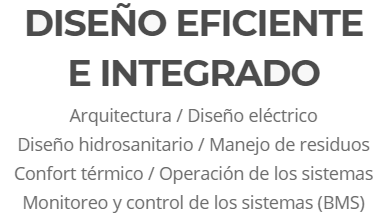 DISEÑO EFICIENTE
E INTEGRADO
Arquitectura / Diseño eléctrico
Diseño hidrosanitario / Manejo de residuos
Confort térmico / Operación de los sistemas
Monitoreo y control de los sistemas (BMS)